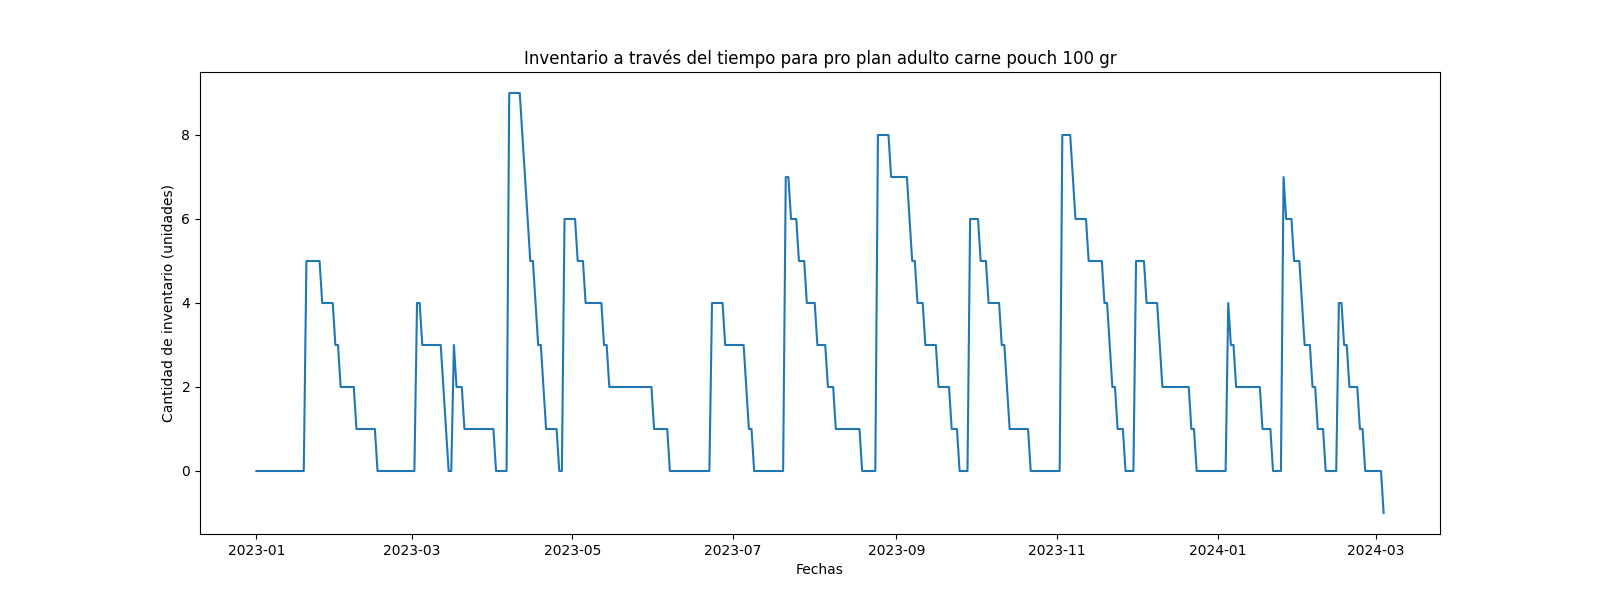 Inventario a través del tiempo para pro plan adulto carne pouch 100 gr
Cantidad de inventario (unidades)
8
6
4
2
0
2023-01 2023-03 2023-05 2023-07 2023-09 2023-11 2024-01 2024-03
Fechas